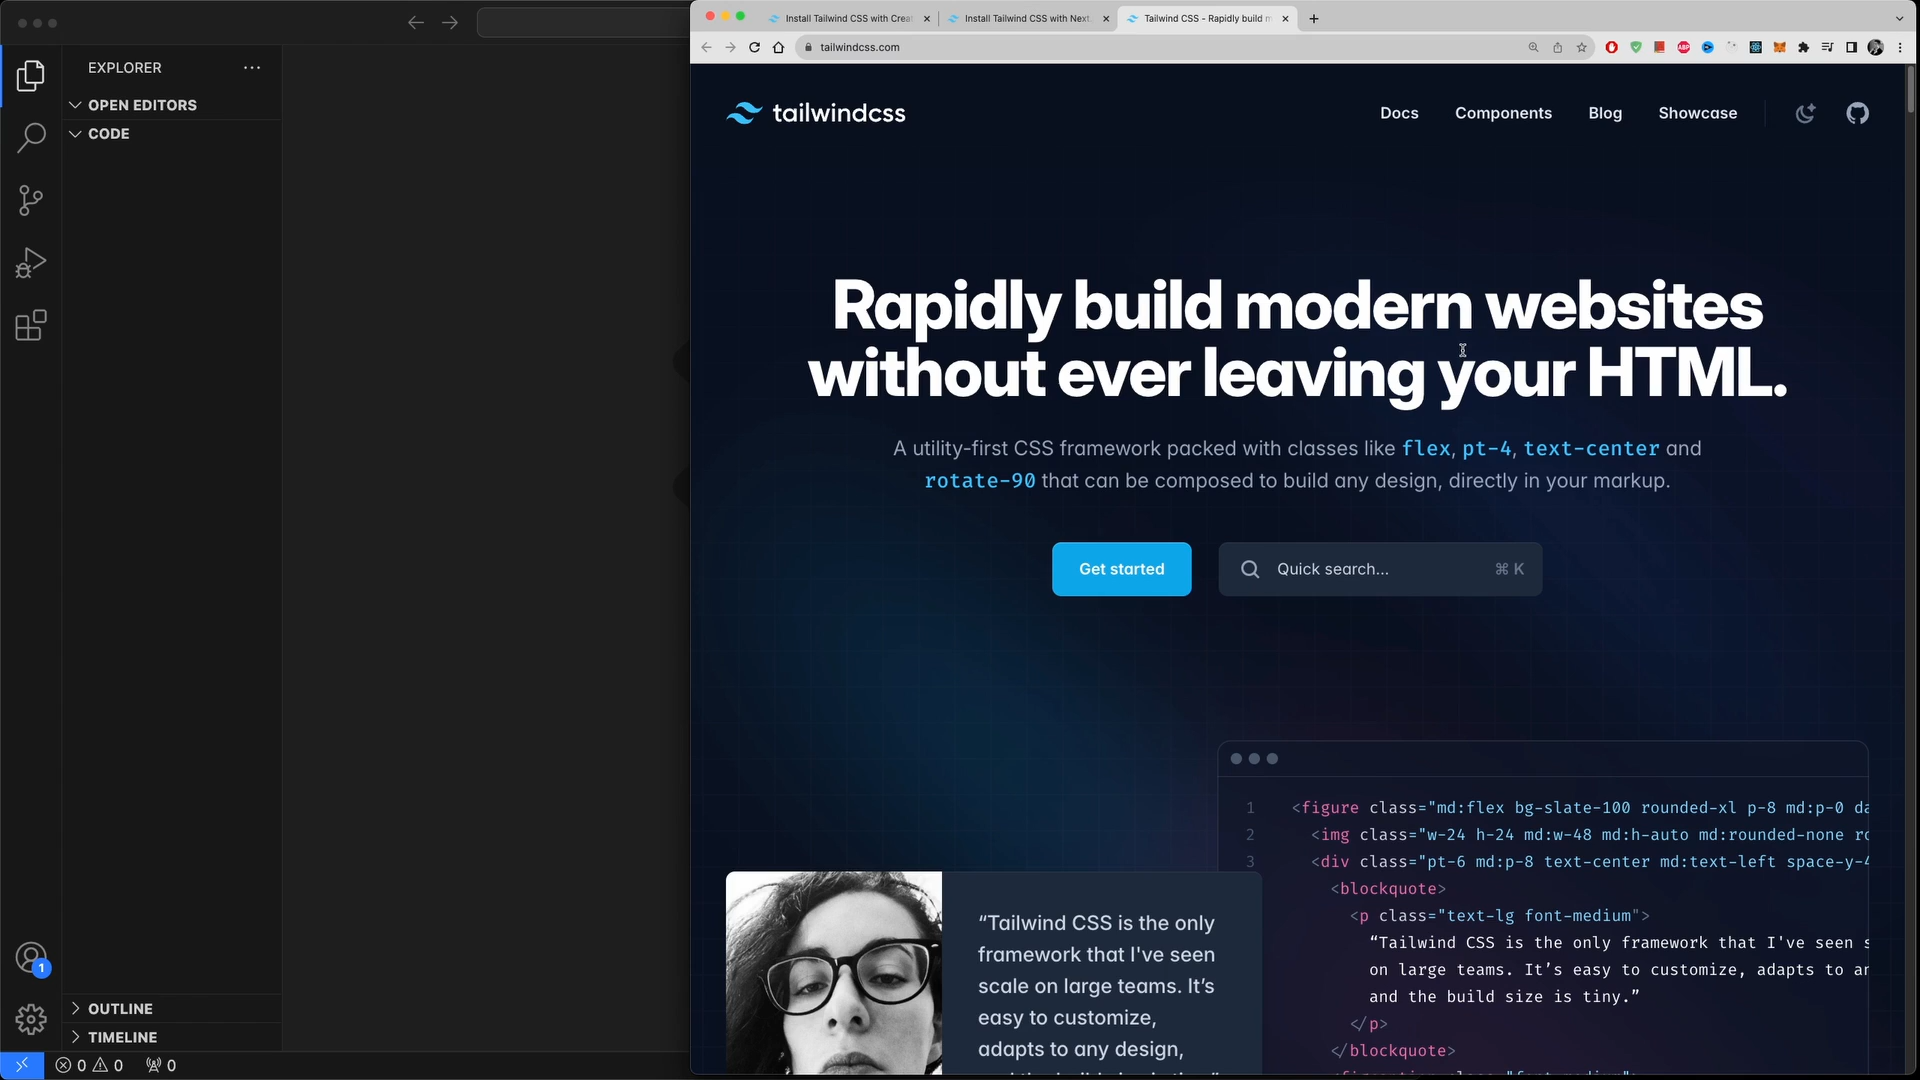 EXPLORER
OPEN EDITORS
CODE
OUTLINE
TIMELINE
1
0 0 0
Install Tailwind CSS with Creat
Install Tailwind CSS with Next.
Tailwind CSS - Rapidly build m
tailwindcss.com
ABP
tailwindcss
Docs Components Blog Showcase
Rapidly build modern websites
without ever leaving your HTML.
A utility-first CSS framework packed with classes like flex, pt-4, text-center and
rotate-90 that can be composed to build any design, directly in your markup.
Get started
Quick search... ⌘ K
1 <figure class="md:flex bg-slate-100 rounded-xl p-8 md:p-0 da
2 <img class="w-24 h-24 md:w-48 md:h-auto md:rounded-none ro
3 <div class="pt-6 md:p-8 text-center md:text-left space-y-4
<blockquote>
<p class="text-lg font-medium">
“Tailwind CSS is the only framework that I've seen s
on large teams. It’s easy to customize, adapts to an
and the build size is tiny.”
</p>
</blockquote>
“Tailwind CSS is the only
framework that I've seen
scale on large teams. It’s
easy to customize,
adapts to any design,